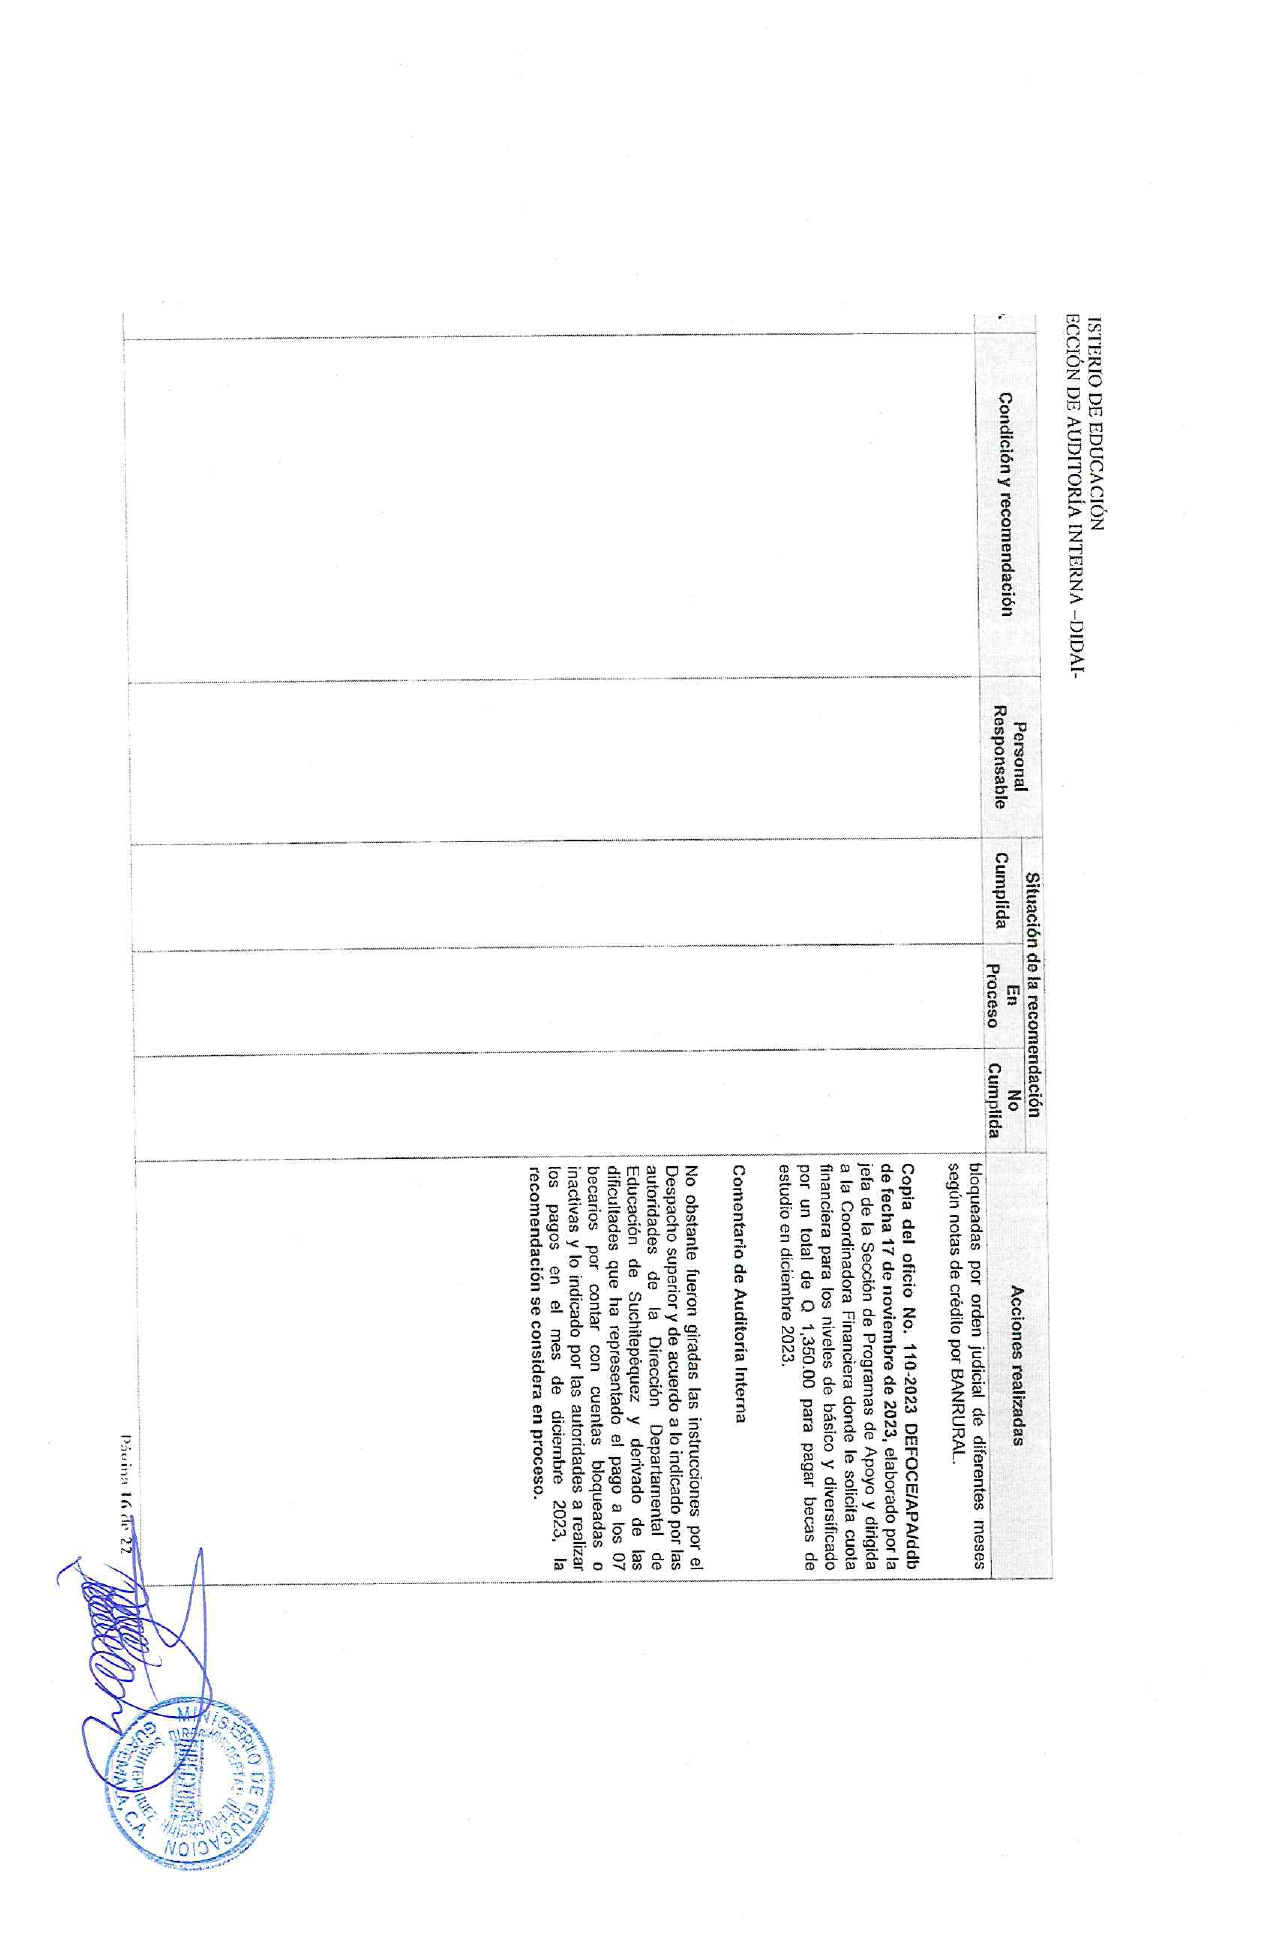 ISTERIO DE EDUCACIÓN
ECCIÓN DE AUDITORÍA INTERNA –DIDAI-
Condición y recomendación
Personal
Responsable
Situación de la recomendación
Cumplida
En
Proceso
No
Cumplida
Acciones realizadas
bloqueadas por orden judicial de diferentes meses
según notas de crédito por BANRURAL.
Copia del oficio No. 110-2023 DEFOCE/APA/ddb
de fecha 17 de noviembre de 2023, elaborado por la
jefa de la Sección de Programas de Apoyo y dirigida
a la Coordinadora Financiera donde le solicita cuota
financiera para los niveles de básico y diversificado
por un total de Q 1,350.00 para pagar becas de
estudio en diciembre 2023.
Comentario de Auditoría Interna
No obstante fueron giradas las instrucciones por el
Despacho superior y de acuerdo a lo indicado por las
autoridades de la Dirección Departamental de
Educación de Suchitepéquez y derivado de las
dificultades que ha representado el pago a los 07
becarios por contar con cuentas bloqueadas o
inactivas y lo indicado por las autoridades a realizar
los pagos en el mes de diciembre 2023, la
recomendación se considera en proceso.
Página 16 de 22
MINISTERIO DE EDUCACION
GUATEMALA, C.A.